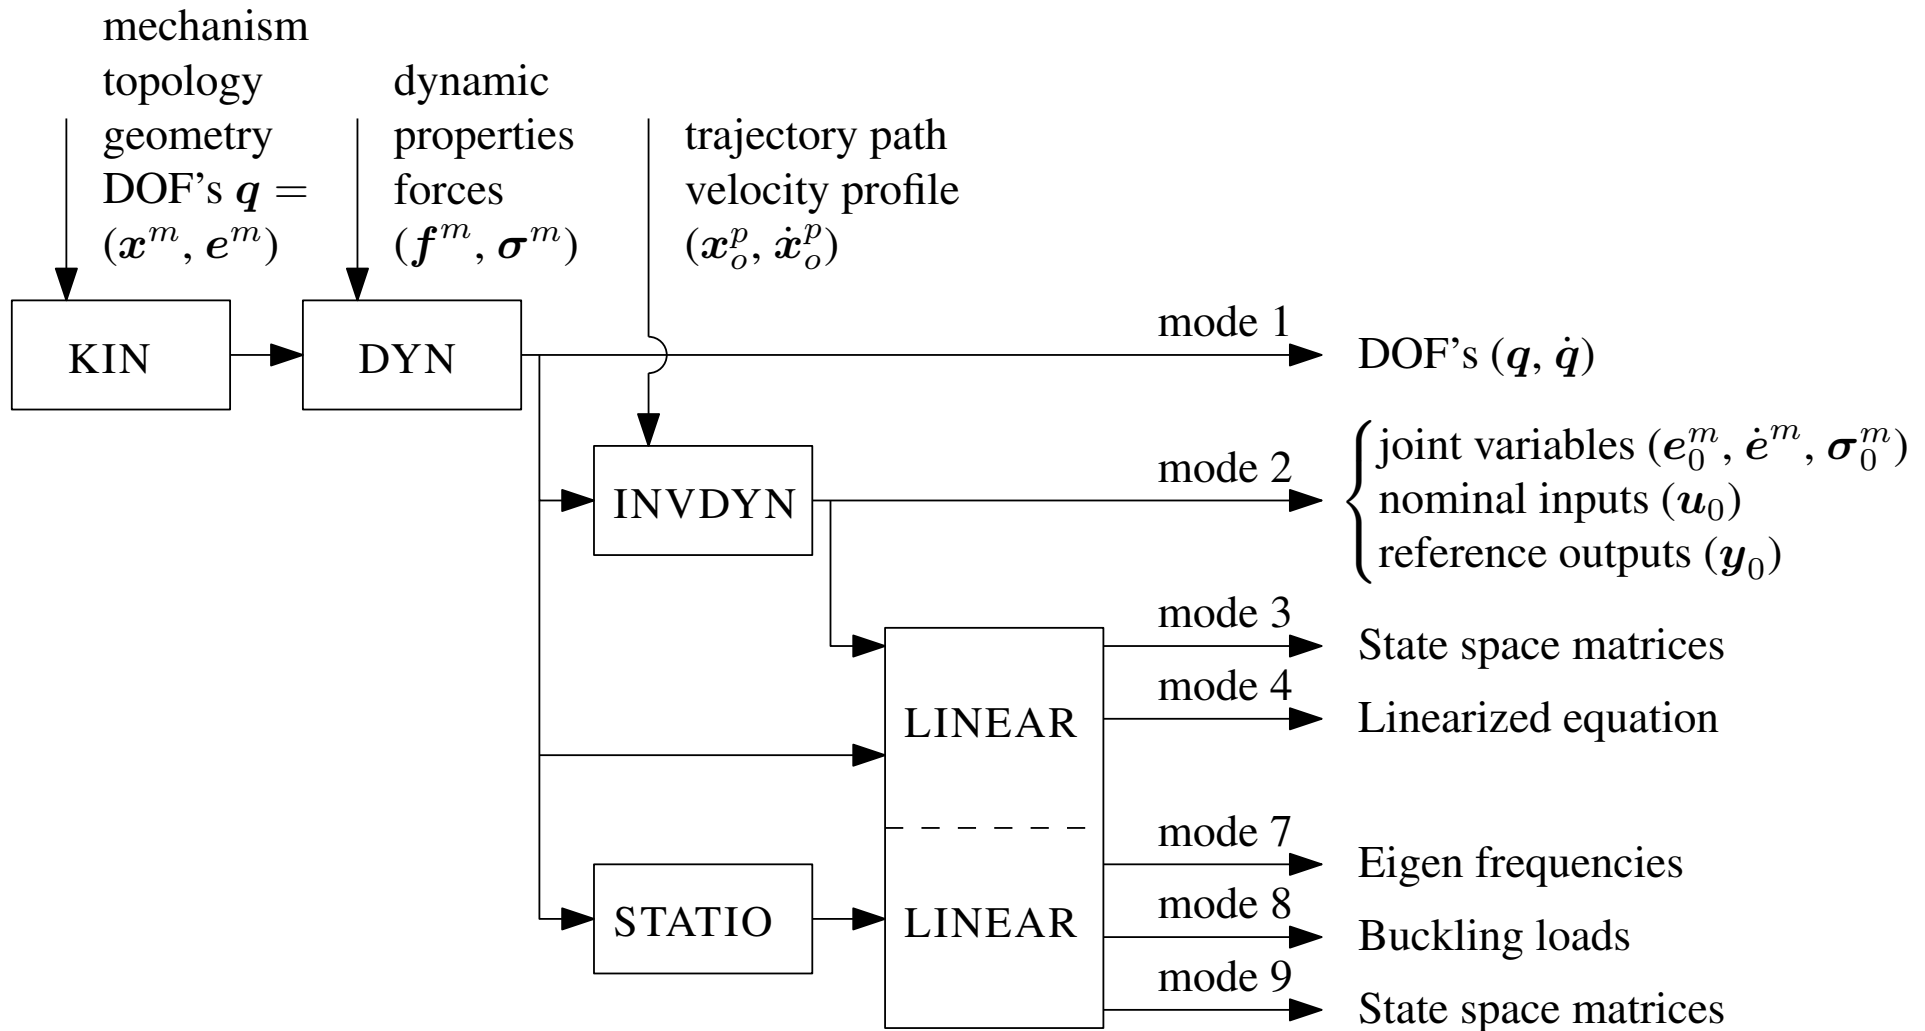 mechanism
topology
geometry
DOF's q =
(x^m, e^m)
dynamic
properties
forces
(f^m, σ^m)
trajectory path
velocity profile
(x_o^p, ẋ_o^p)
KIN
DYN
mode 1
DOF's (q, q̇)
INVDYN
mode 2
joint variables (e_0^m, ė^m, σ_0^m)
nominal inputs (u_0)
reference outputs (y_0)
mode 3
State space matrices
LINEAR
mode 4
Linearized equation
STATIO
LINEAR
mode 7
Eigen frequencies
mode 8
Buckling loads
mode 9
State space matrices